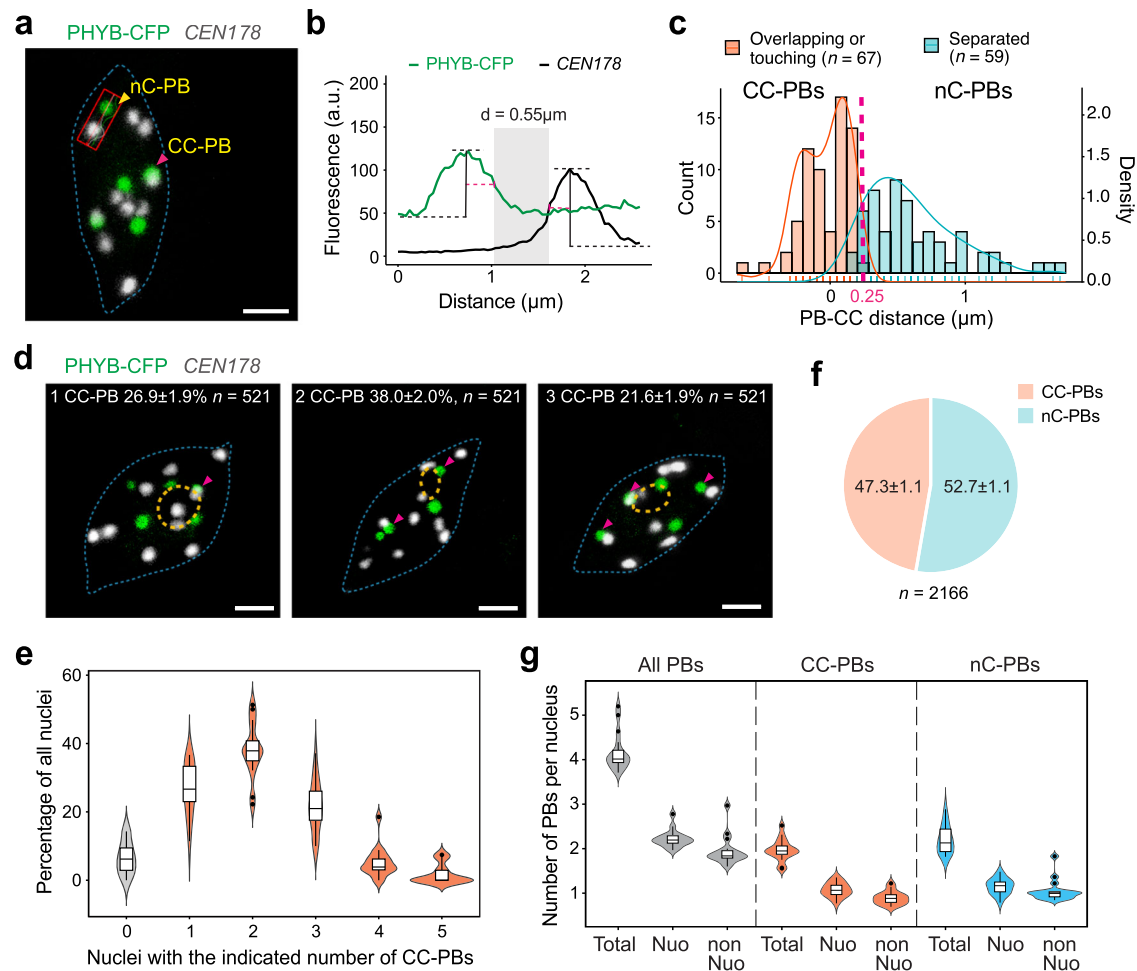 a
PHYB-CFP CEN178
nC-PB
CC-PB
b
PHYB-CFP CEN178
d = 0.55µm
200
150
100
50
0
Fluorescence (a.u.)
0 1 2
Distance (µm)
c
Overlapping or
touching (n = 67)
Separated
(n = 59)
CC-PBs nC-PBs
15
10
5
0
Count
2.0
1.5
1.0
0.5
0.0
Density
0 0.25 1
PB-CC distance (µm)
d
PHYB-CFP CEN178
1 CC-PB 26.9±1.9% n = 521
2 CC-PB 38.0±2.0%, n = 521
3 CC-PB 21.6±1.9% n = 521
f
CC-PBs
nC-PBs
47.3±1.1 52.7±1.1
n = 2166
e
60
40
20
0
Percentage of all nuclei
0 1 2 3 4 5
Nuclei with the indicated number of CC-PBs
g
All PBs CC-PBs nC-PBs
5
4
3
2
1
Number of PBs per nucleus
Total Nuo non Total Nuo non Total Nuo non
Nuo Nuo Nuo